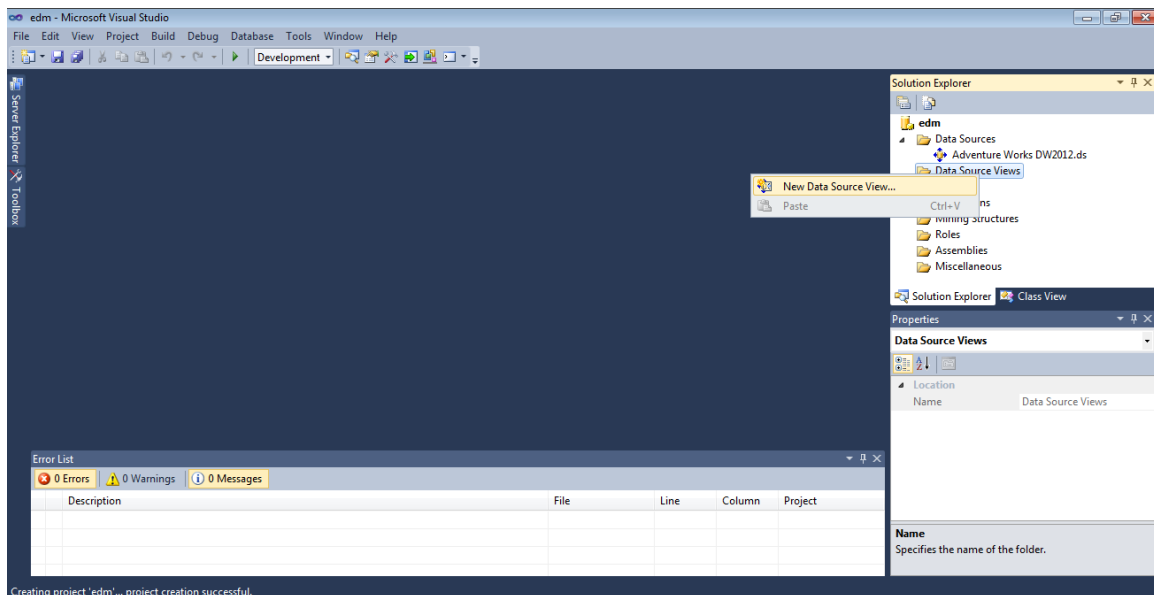 edm - Microsoft Visual Studio
File Edit View Project Build Debug Database Tools Window Help
Development
Server Explorer
Toolbox
Solution Explorer
edm
Data Sources
Adventure Works DW2012.ds
Data Source Views
New Data Source View...
Paste Ctrl+V
ns
Mining Structures
Roles
Assemblies
Miscellaneous
Solution Explorer Class View
Properties
Data Source Views
Location
Name Data Source Views
Name
Specifies the name of the folder.
Error List
0 Errors 0 Warnings 0 Messages
Description File Line Column Project
Creating project 'edm'... project creation successful.